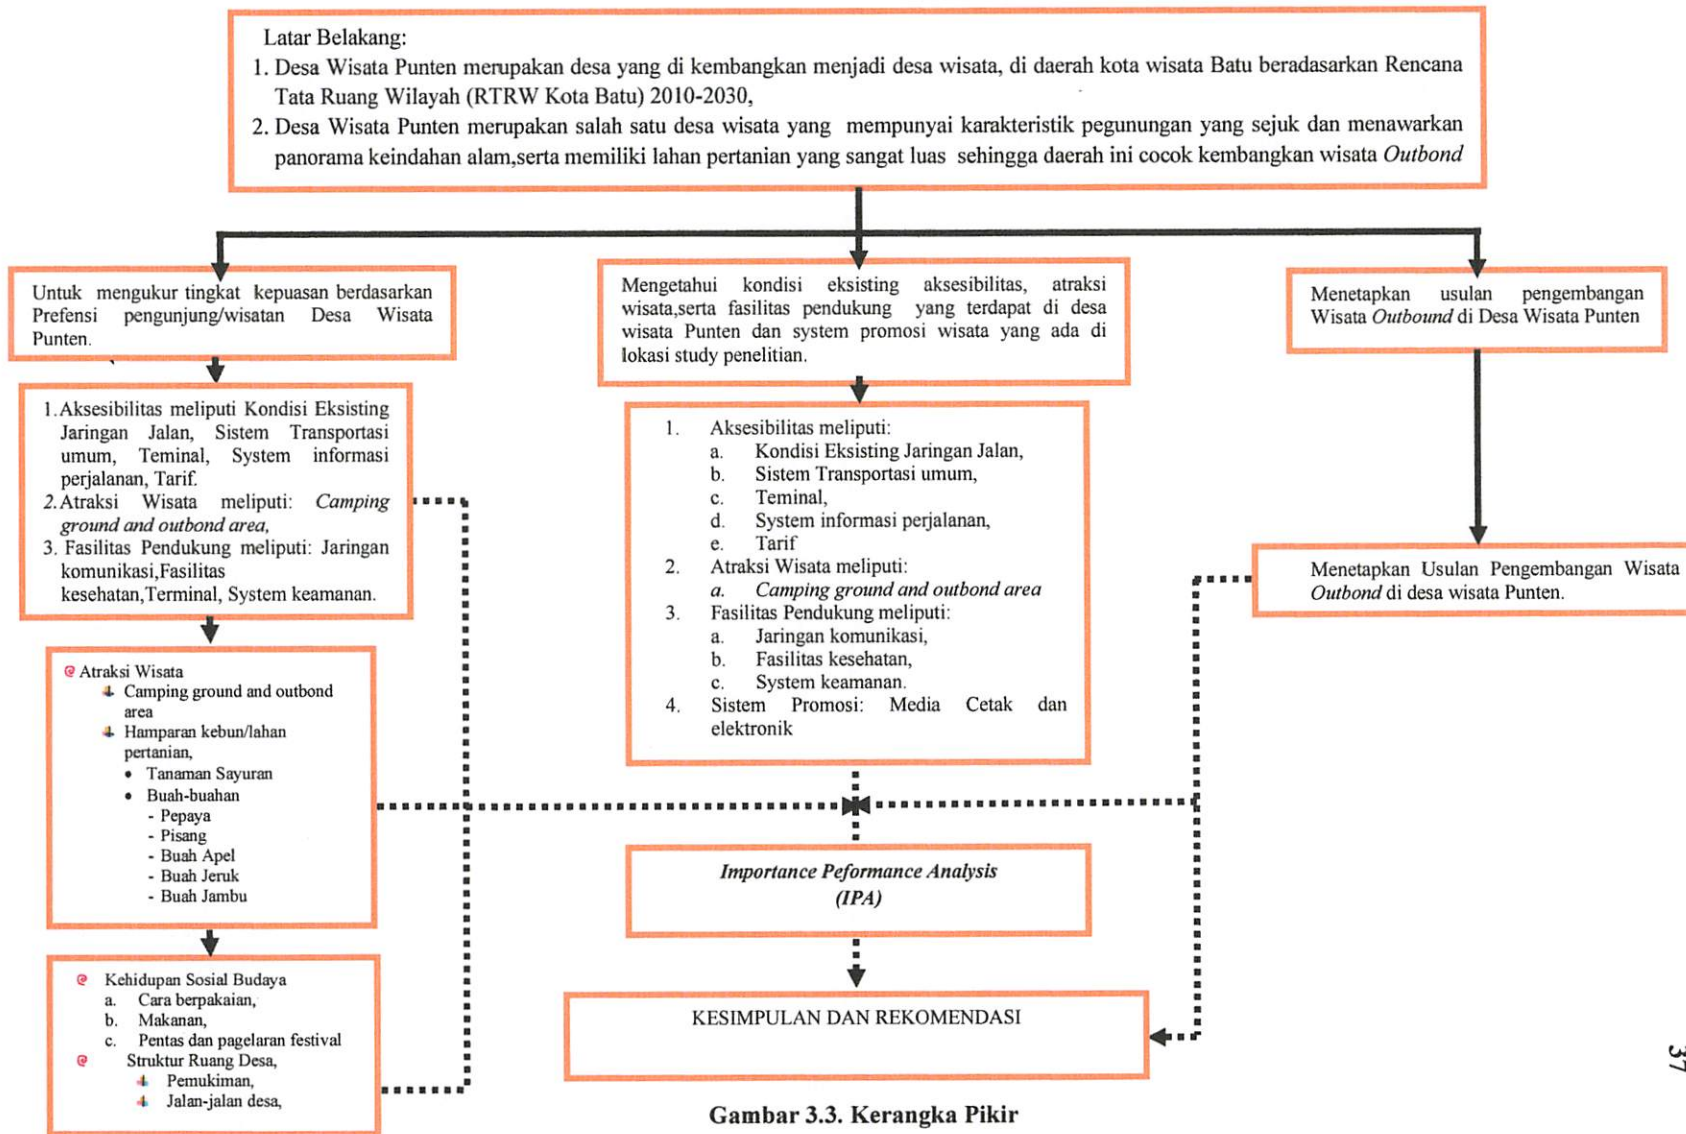 Latar Belakang:
1. Desa Wisata Punten merupakan desa yang di kembangkan menjadi desa wisata, di daerah kota wisata Batu beradasarkan Rencana
Tata Ruang Wilayah (RTRW Kota Batu) 2010-2030,
2. Desa Wisata Punten merupakan salah satu desa wisata yang mempunyai karakteristik pegunungan yang sejuk dan menawarkan
panorama keindahan alam,serta memiliki lahan pertanian yang sangat luas sehingga daerah ini cocok kembangkan wisata Outbond
Untuk mengukur tingkat kepuasan berdasarkan
Prefensi pengunjung/wisatan Desa Wisata
Punten.
1.Aksesibilitas meliputi Kondisi Eksisting
Jaringan Jalan, Sistem Transportasi
umum, Teminal, System informasi
perjalanan, Tarif.
2.Atraksi Wisata meliputi: Camping
ground and outbond area,
3. Fasilitas Pendukung meliputi: Jaringan
komunikasi,Fasilitas
kesehatan,Terminal, System keamanan.
Atraksi Wisata
Camping ground and outbond
area
Hamparan kebun/lahan
pertanian,
• Tanaman Sayuran
• Buah-buahan
- Pepaya
- Pisang
- Buah Apel
- Buah Jeruk
- Buah Jambu
Kehidupan Sosial Budaya
a. Cara berpakaian,
b. Makanan,
c. Pentas dan pagelaran festival
Struktur Ruang Desa,
Pemukiman,
Jalan-jalan desa,
Mengetahui kondisi eksisting aksesibilitas, atraksi
wisata,serta fasilitas pendukung yang terdapat di desa
wisata Punten dan system promosi wisata yang ada di
lokasi study penelitian.
1. Aksesibilitas meliputi:
a. Kondisi Eksisting Jaringan Jalan,
b. Sistem Transportasi umum,
c. Teminal,
d. System informasi perjalanan,
e. Tarif
2. Atraksi Wisata meliputi:
a. Camping ground and outbond area
3. Fasilitas Pendukung meliputi:
a. Jaringan komunikasi,
b. Fasilitas kesehatan,
c. System keamanan.
4. Sistem Promosi: Media Cetak dan
elektronik
Importance Peformance Analysis
(IPA)
KESIMPULAN DAN REKOMENDASI
Menetapkan usulan pengembangan
Wisata Outbound di Desa Wisata Punten
Menetapkan Usulan Pengembangan Wisata
Outbond di desa wisata Punten.
Gambar 3.3. Kerangka Pikir
37